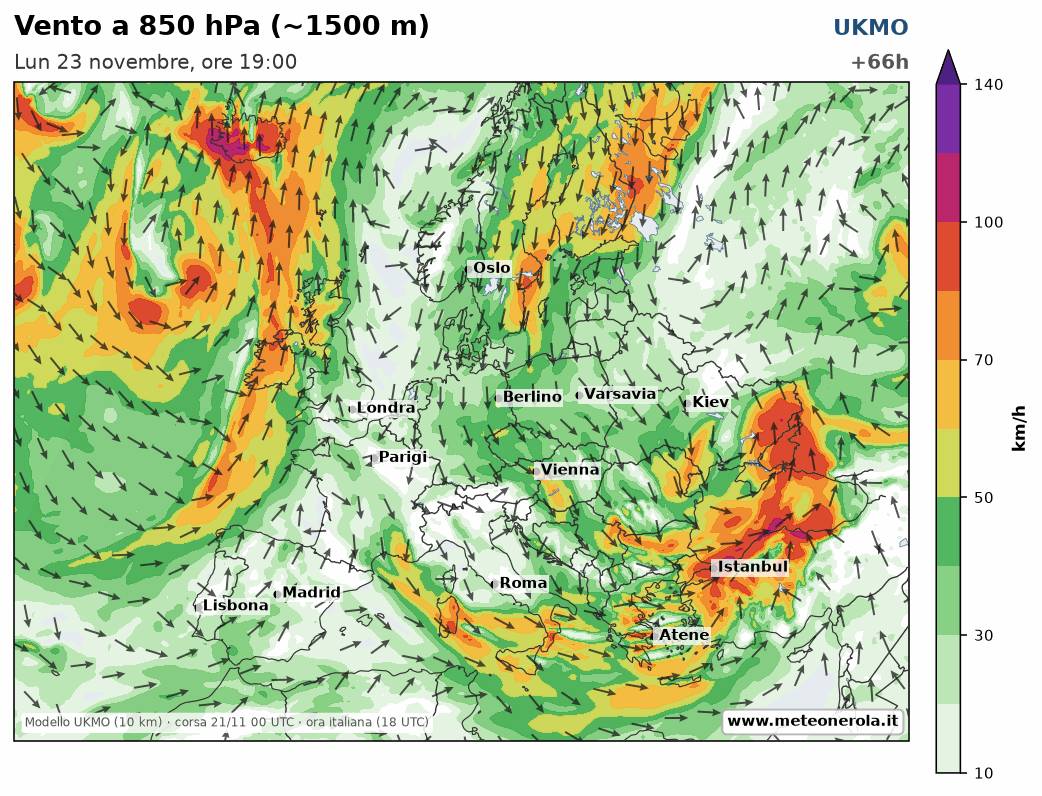 Vento a 850 hPa (~1500 m)
UKMO
Lun 23 novembre, ore 19:00
+66h
140
100
70
50
30
10
km/h
Oslo
Berlino
Varsavia
Londra
Kiev
Parigi
Vienna
Istanbul
Roma
Madrid
Lisbona
Atene
Modello UKMO (10 km) · corsa 21/11 00 UTC · ora italiana (18 UTC)
www.meteonerola.it